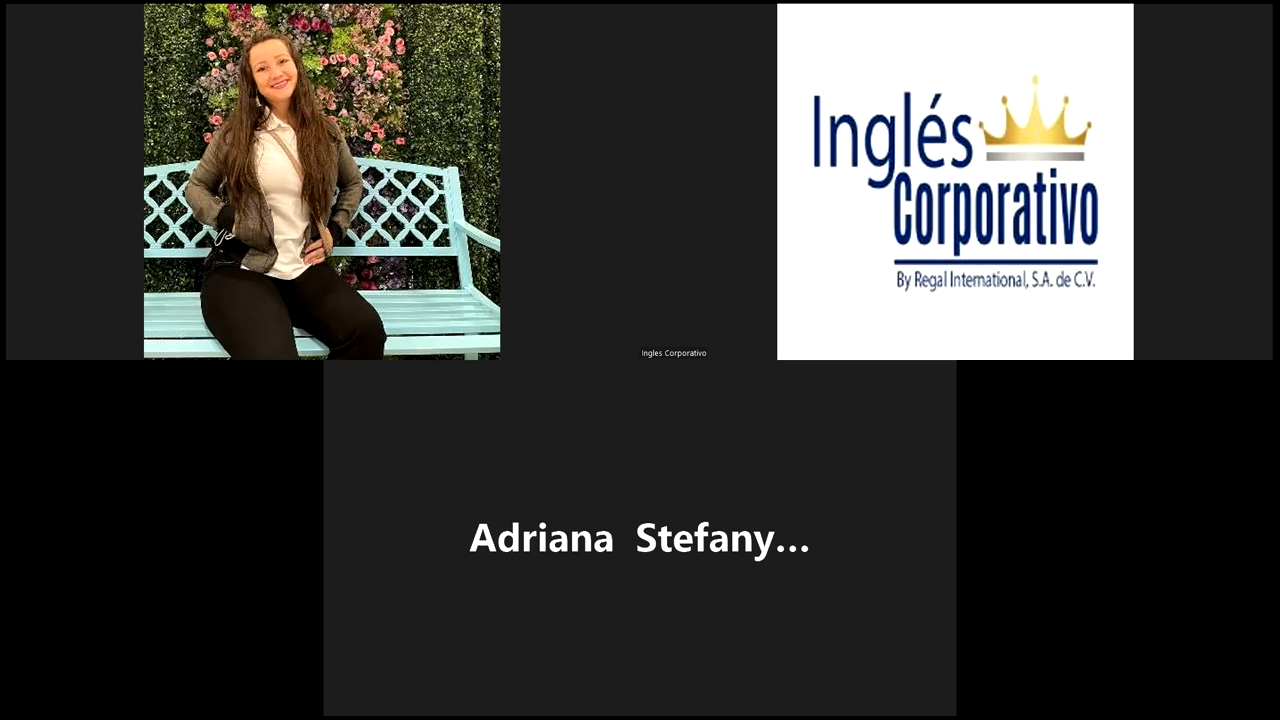 Inglés
Corporativo
By Regal International, S.A. de C.V.
Ingles Corporativo
Adriana Stefany...